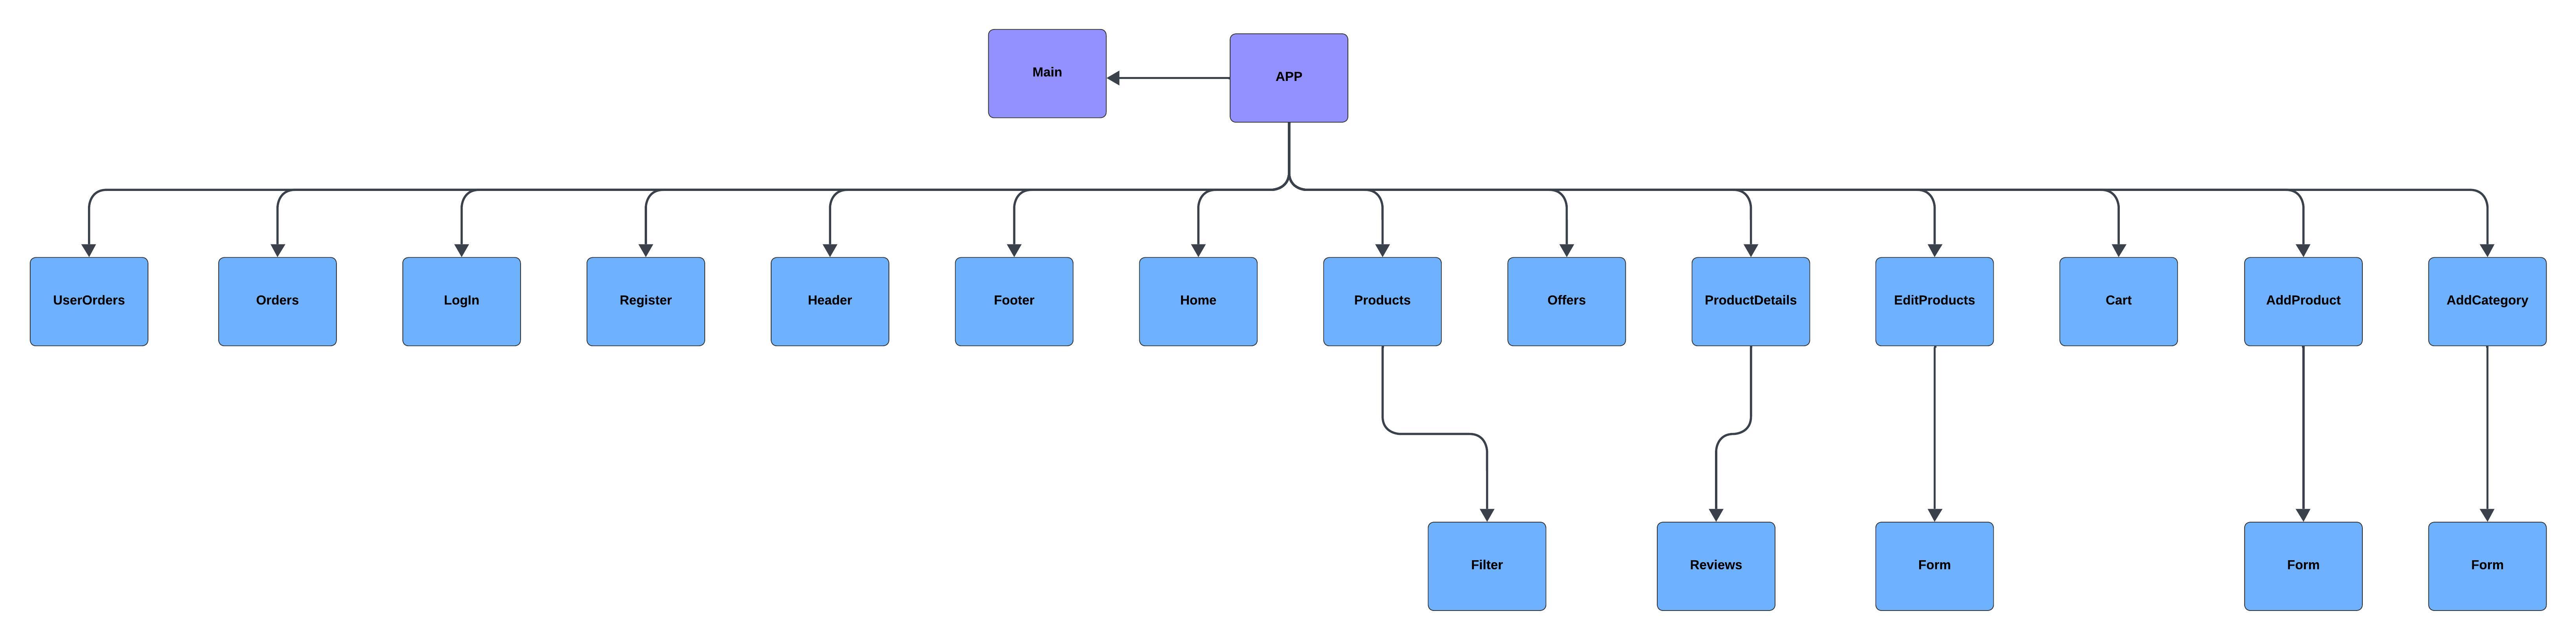 Main
APP
UserOrders
Orders
LogIn
Register
Header
Footer
Home
Products
Offers
ProductDetails
EditProducts
Cart
AddProduct
AddCategory
Filter
Reviews
Form
Form
Form